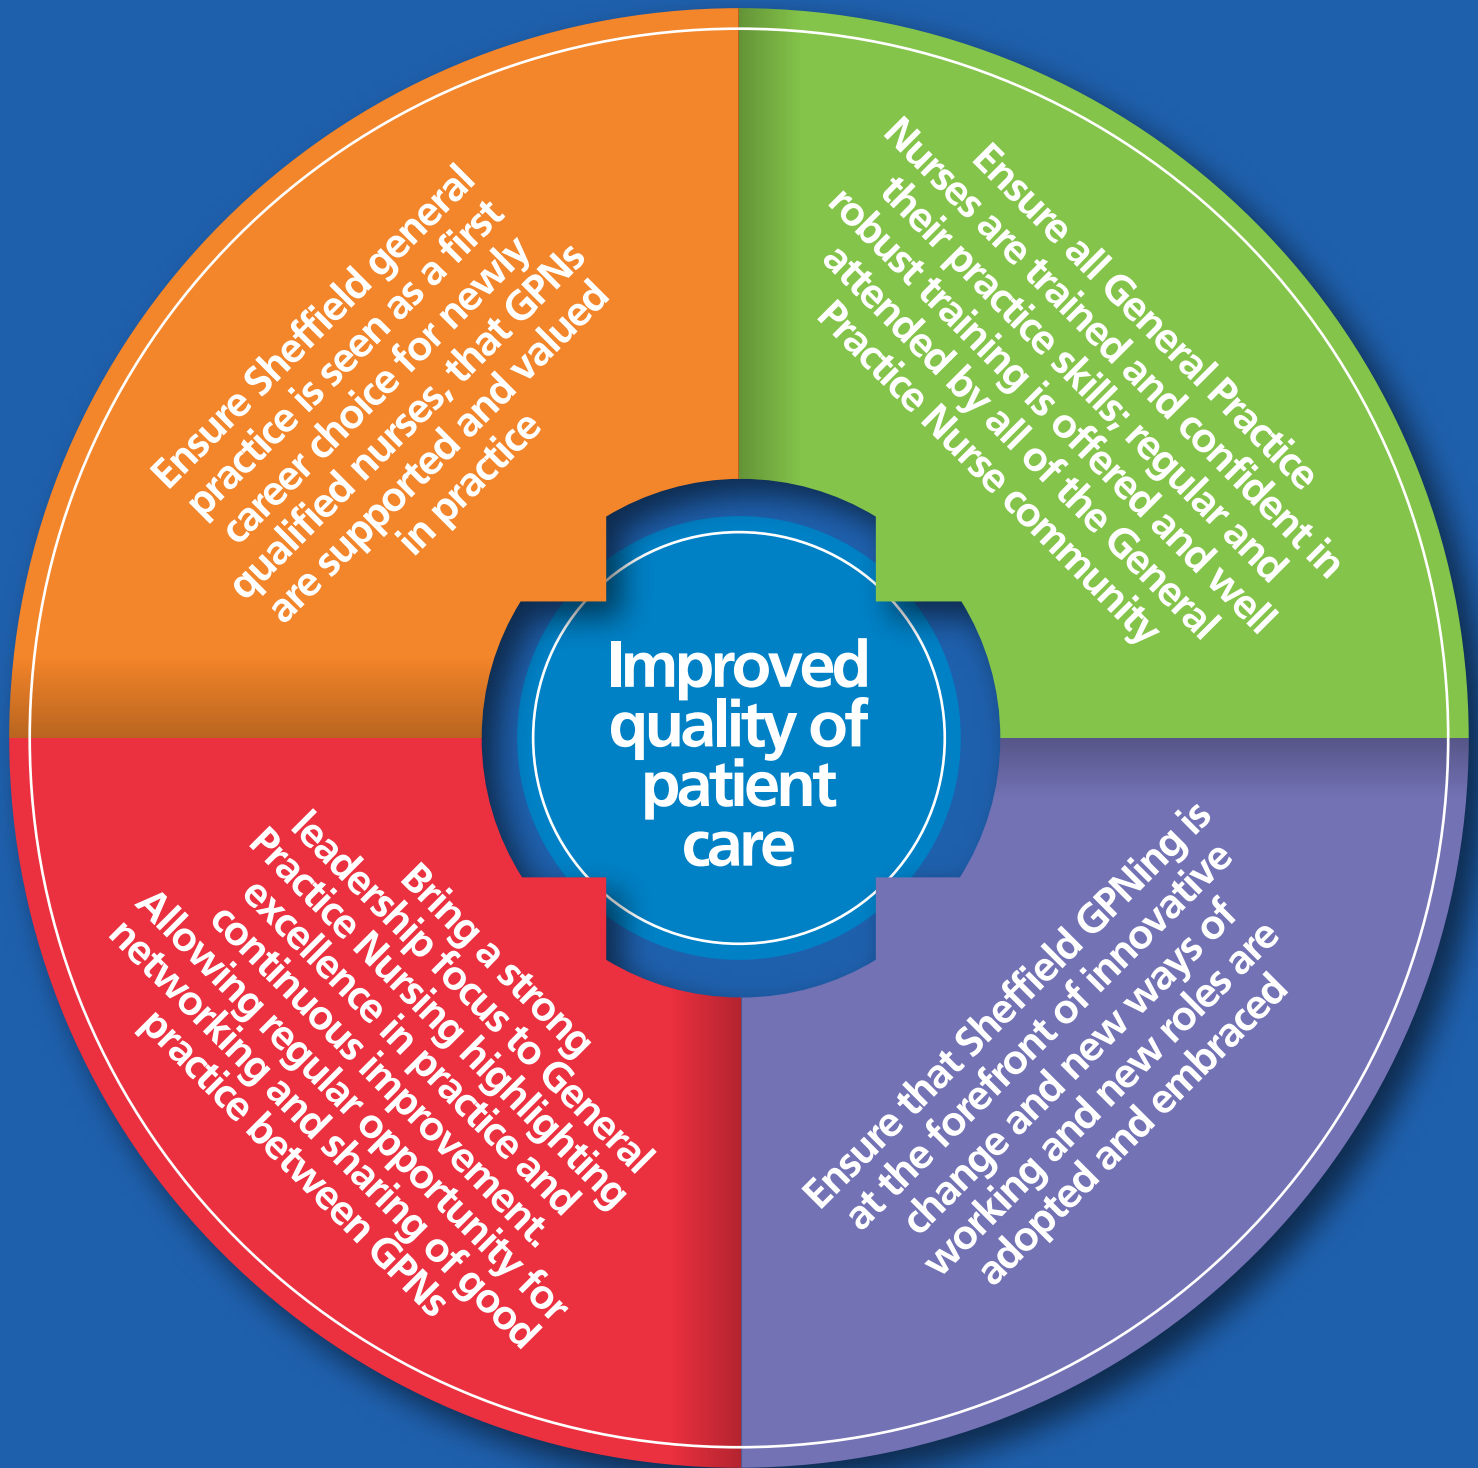 Ensure Sheffield general
practice is seen as a first
career choice for newly
qualified nurses, that GPNs
are supported and valued
in practice
Ensure all General Practice
Nurses are trained and confident in
their practice skills; regular and
robust training is offered and well
attended by all of the General
Practice Nurse community
Improved
quality of
patient
care
Bring a strong
leadership focus to General
Practice Nursing highlighting
excellence in practice and
continuous improvement.
Allowing regular opportunity for
networking and sharing of good
practice between GPNs
Ensure that Sheffield GPNing is
at the forefront of innovative
change and new ways of
working and new roles are
adopted and embraced